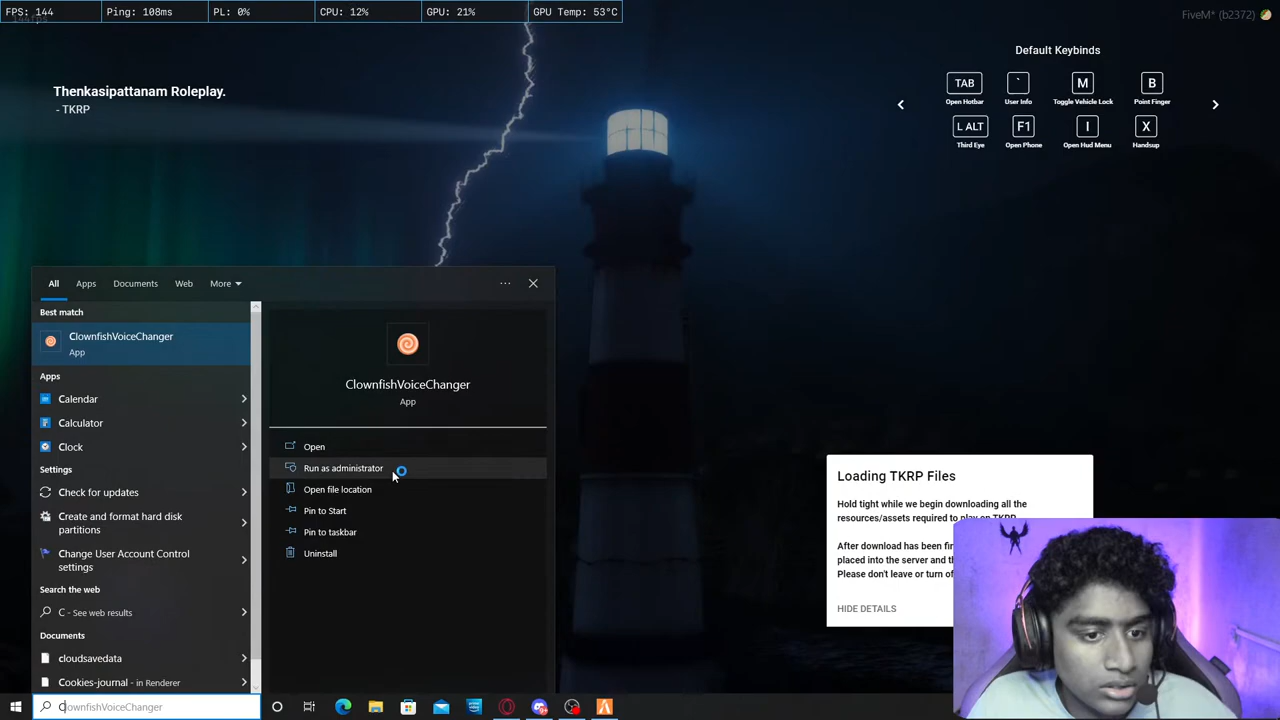 FPS: 144
Ping: 108ms
PL: 0%
CPU: 12%
GPU: 21%
GPU Temp: 53°C
144fps
FiveM* (b2372)
Thenkasipattanam Roleplay.
- TKRP
Default Keybinds
TAB
`
M
B
Open Hotbar
User Info
Toggle Vehicle Lock
Point Finger
L ALT
F1
I
X
Third Eye
Open Phone
Open Hud Menu
Handsup
All
Apps
Documents
Web
More
Best match
ClownfishVoiceChanger
App
Apps
Calendar
Calculator
Clock
Settings
Check for updates
Create and format hard disk
partitions
Change User Account Control
settings
Search the web
C - See web results
Documents
cloudsavedata
Cookies-journal - in Renderer
ClownfishVoiceChanger
App
Open
Run as administrator
Open file location
Pin to Start
Pin to taskbar
Uninstall
Loading TKRP Files
Hold tight while we begin downloading all the
resources/assets required to play on TKRP
After download has been
placed into the server and
Please don't leave or turn
HIDE DETAILS
ClownfishVoiceChanger